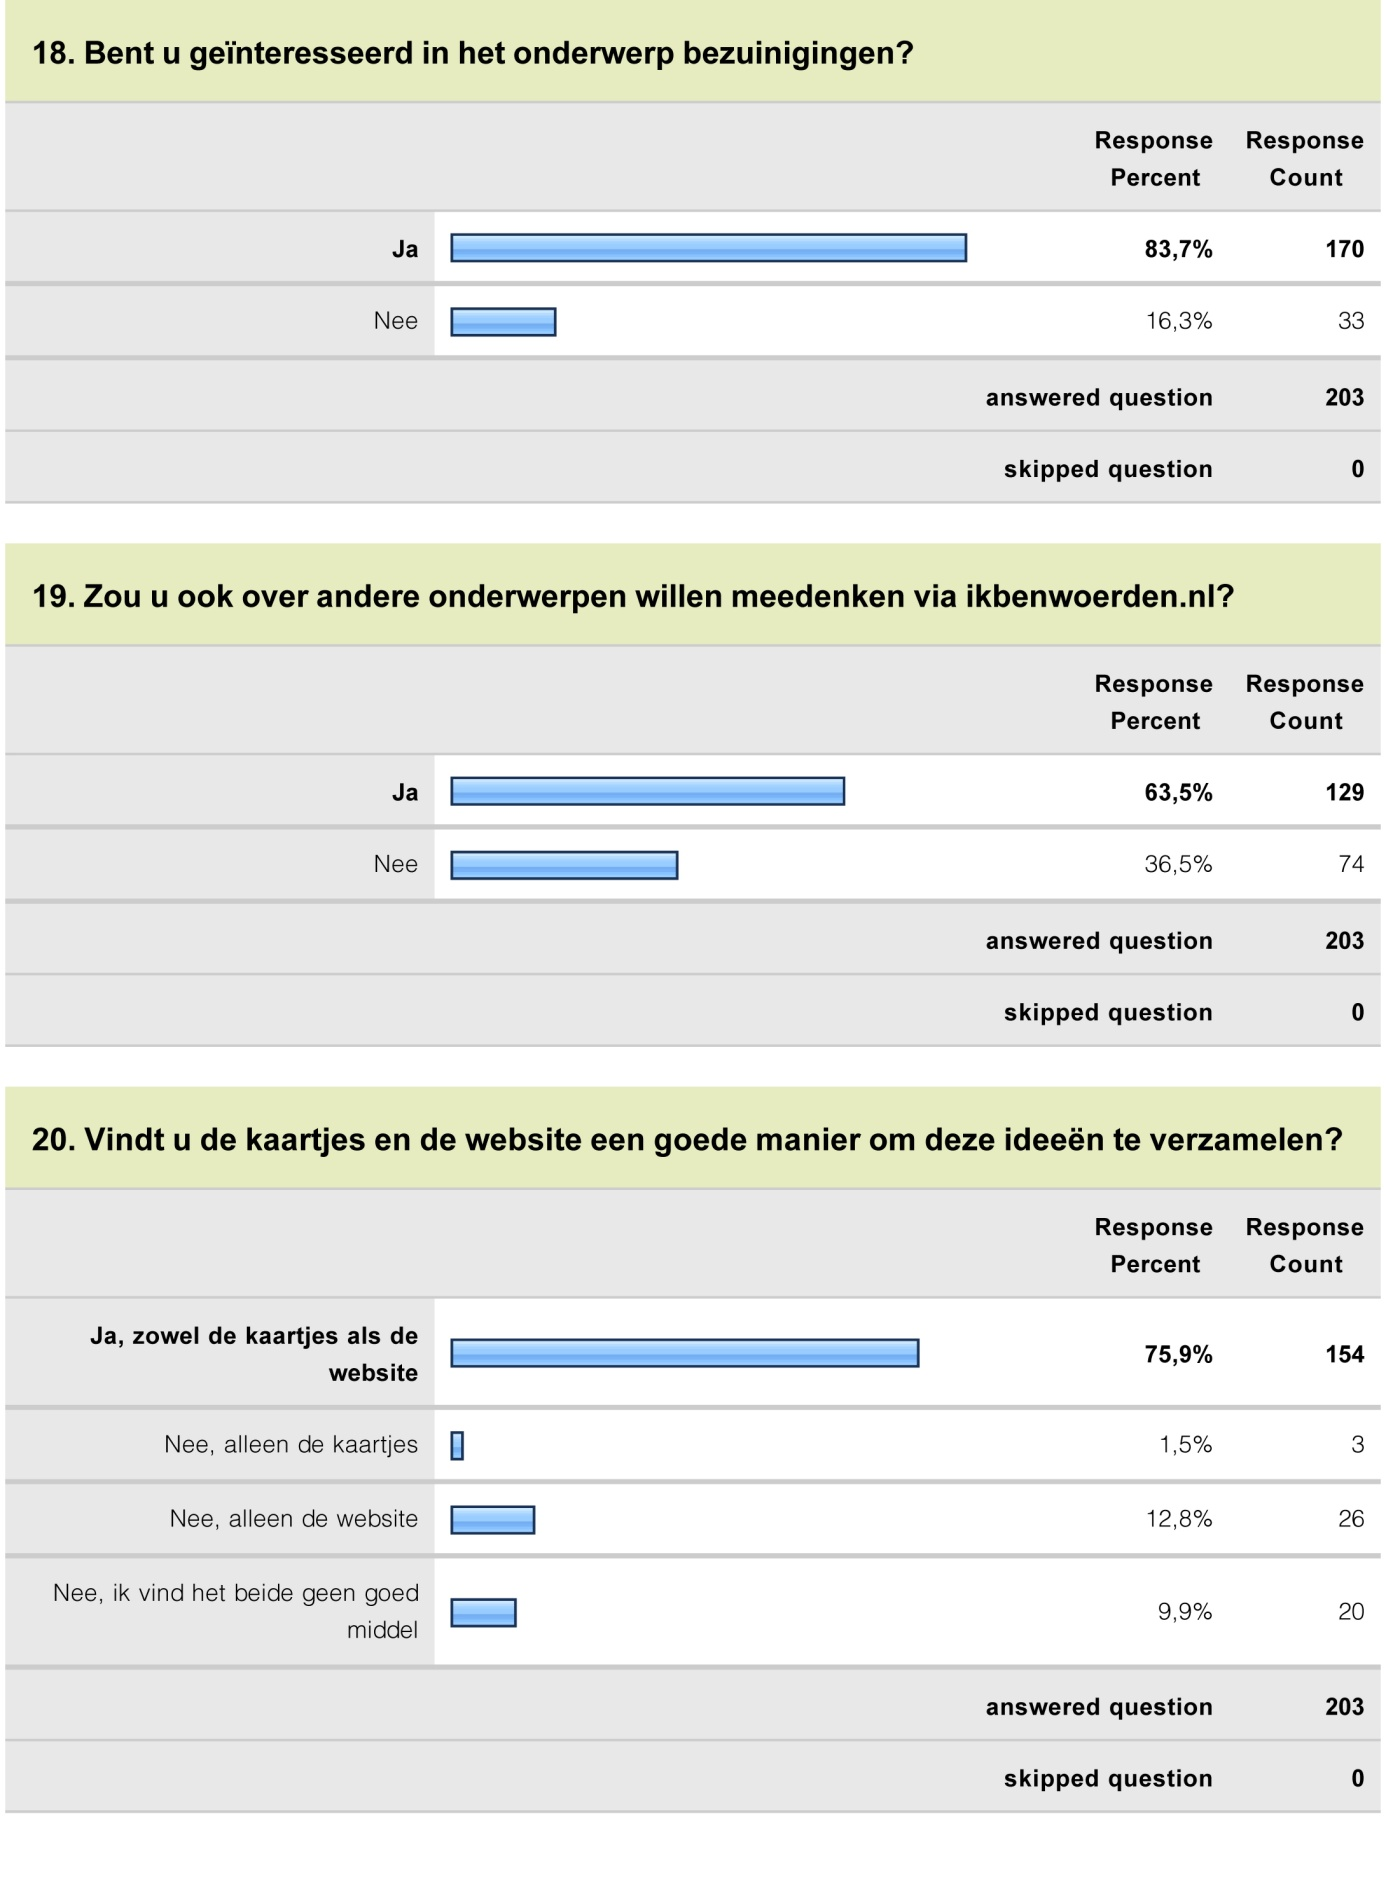 18. Bent u geïnteresseerd in het onderwerp bezuinigingen?
Response Percent
Response Count
Ja 83,7% 170
Nee 16,3% 33
answered question 203
skipped question 0
19. Zou u ook over andere onderwerpen willen meedenken via ikbenwoerden.nl?
Response Percent
Response Count
Ja 63,5% 129
Nee 36,5% 74
answered question 203
skipped question 0
20. Vindt u de kaartjes en de website een goede manier om deze ideeën te verzamelen?
Response Percent
Response Count
Ja, zowel de kaartjes als de
website 75,9% 154
Nee, alleen de kaartjes 1,5% 3
Nee, alleen de website 12,8% 26
Nee, ik vind het beide geen goed
middel 9,9% 20
answered question 203
skipped question 0